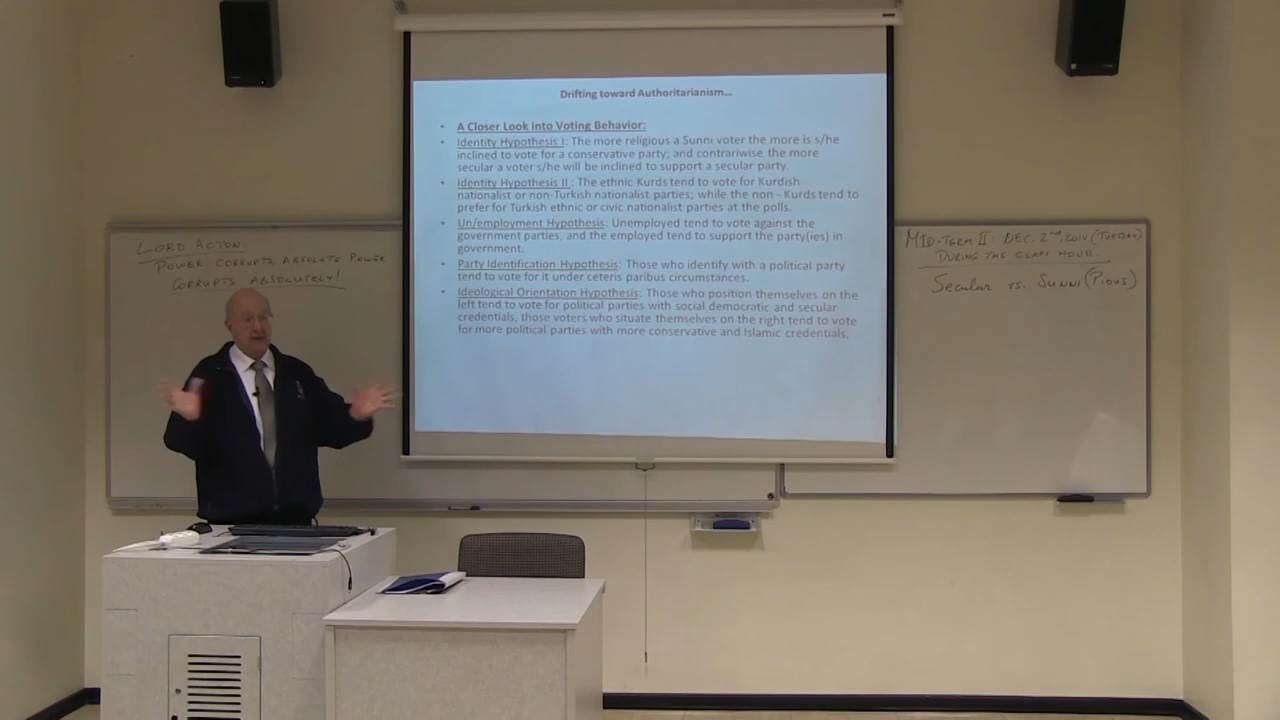 Drifting toward Authoritarianism...
• A Closer Look into Voting Behavior:
• Identity Hypothesis I: The more religious a Sunni voter the more is s/he
inclined to vote for a conservative party; and contrariwise the more
secular a voter s/he will be inclined to support a secular party.
• Identity Hypothesis II : The ethnic Kurds tend to vote for Kurdish
nationalist or non-Turkish nationalist parties; while the non - Kurds tend to
prefer for Turkish ethnic or civic nationalist parties at the polls.
• Un/employment Hypothesis: Unemployed tend to vote against the
government parties, and the employed tend to support the party(ies) in
government.
• Party Identification Hypothesis: Those who identify with a political party
tend to vote for it under ceteris paribus circumstances.
• Ideological Orientation Hypothesis: Those who position themselves on the
left tend to vote for political parties with social democratic and secular
credentials, those voters who situate themselves on the right tend to vote
for more political parties with more conservative and Islamic credentials.
LORD ACTON:
POWER CORRUPTS ABSOLUTE POWER
CORRUPTS ABSOLUTELY!
MID-TERM II: DEC. 2nd, 2014 (TUESDAY)
DURING THE CLASS HOUR.
SECULAR VS. SUNNI (PIOUS)